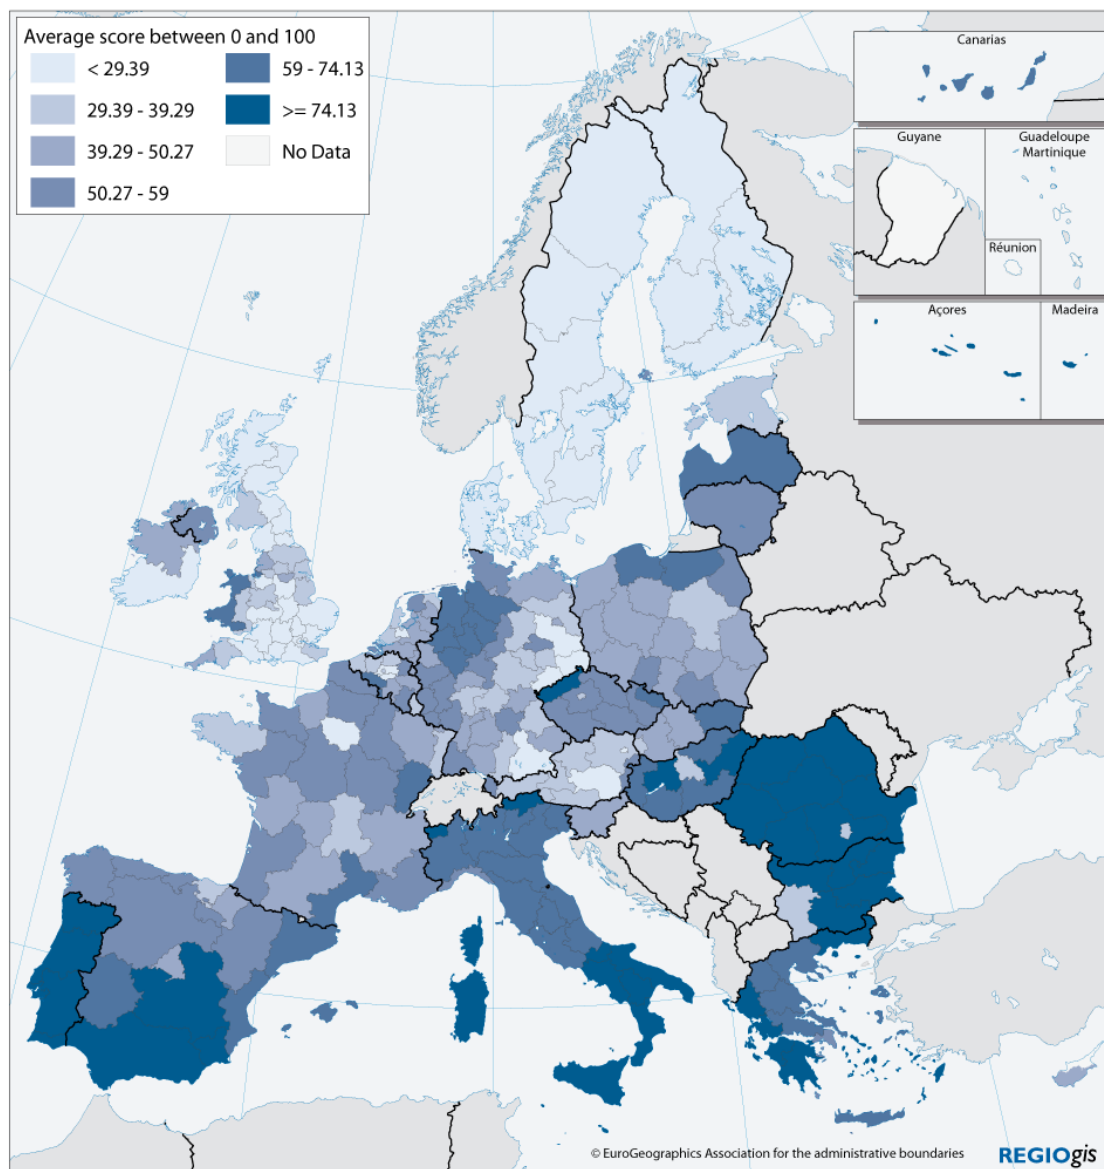 Average score between 0 and 100
< 29.39
29.39 - 39.29
39.29 - 50.27
50.27 - 59
59 - 74.13
>= 74.13
No Data
Canarias
Guyane
Guadeloupe
Martinique
Réunion
Açores
Madeira
© EuroGeographics Association for the administrative boundaries
REGIOgis